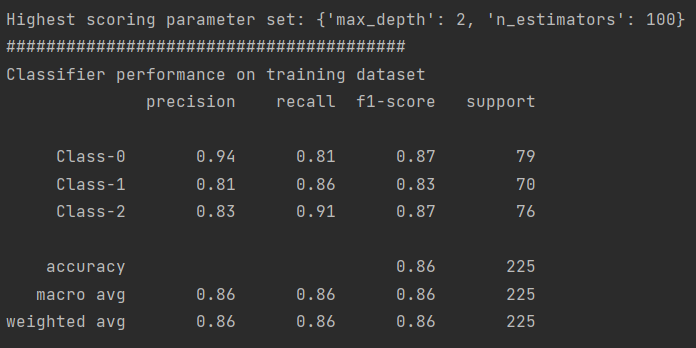 Highest scoring parameter set: {'max_depth': 2, 'n_estimators': 100}
########################################
Classifier performance on training dataset
              precision    recall  f1-score   support

     Class-0       0.94      0.81      0.87        79
     Class-1       0.81      0.86      0.83        70
     Class-2       0.83      0.91      0.87        76

    accuracy                           0.86       225
   macro avg       0.86      0.86      0.86       225
weighted avg       0.86      0.86      0.86       225